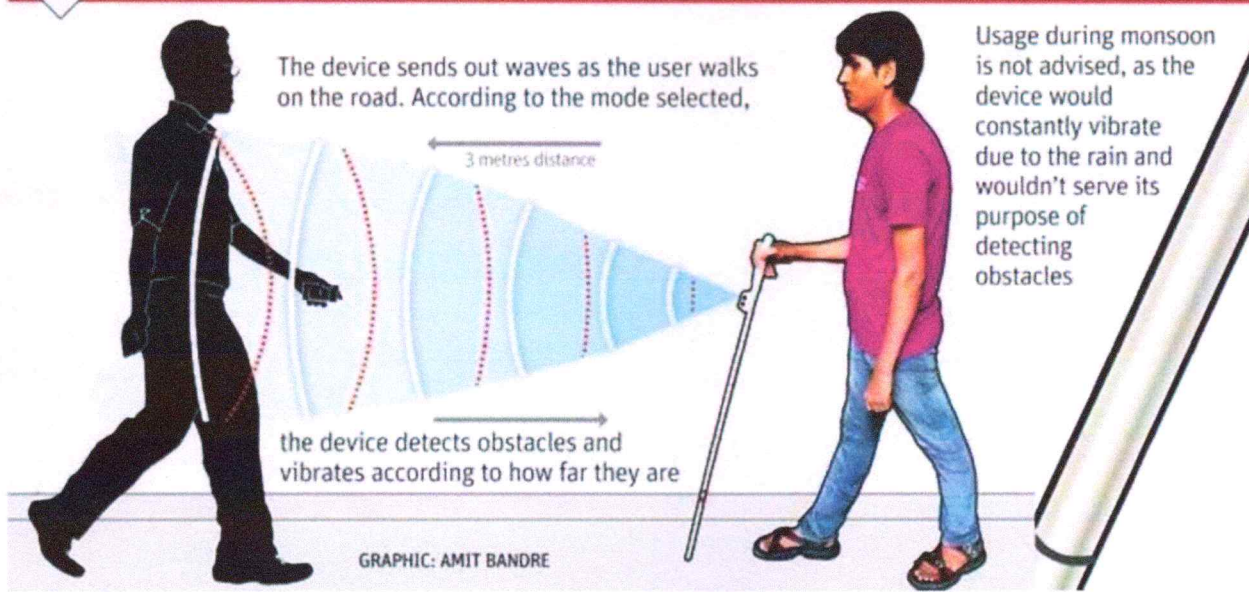 The device sends out waves as the user walks
on the road. According to the mode selected,
3 metres distance
the device detects obstacles and
vibrates according to how far they are
Usage during monsoon
is not advised, as the
device would
constantly vibrate
due to the rain and
wouldn't serve its
purpose of
detecting
obstacles
GRAPHIC: AMIT BANDRE